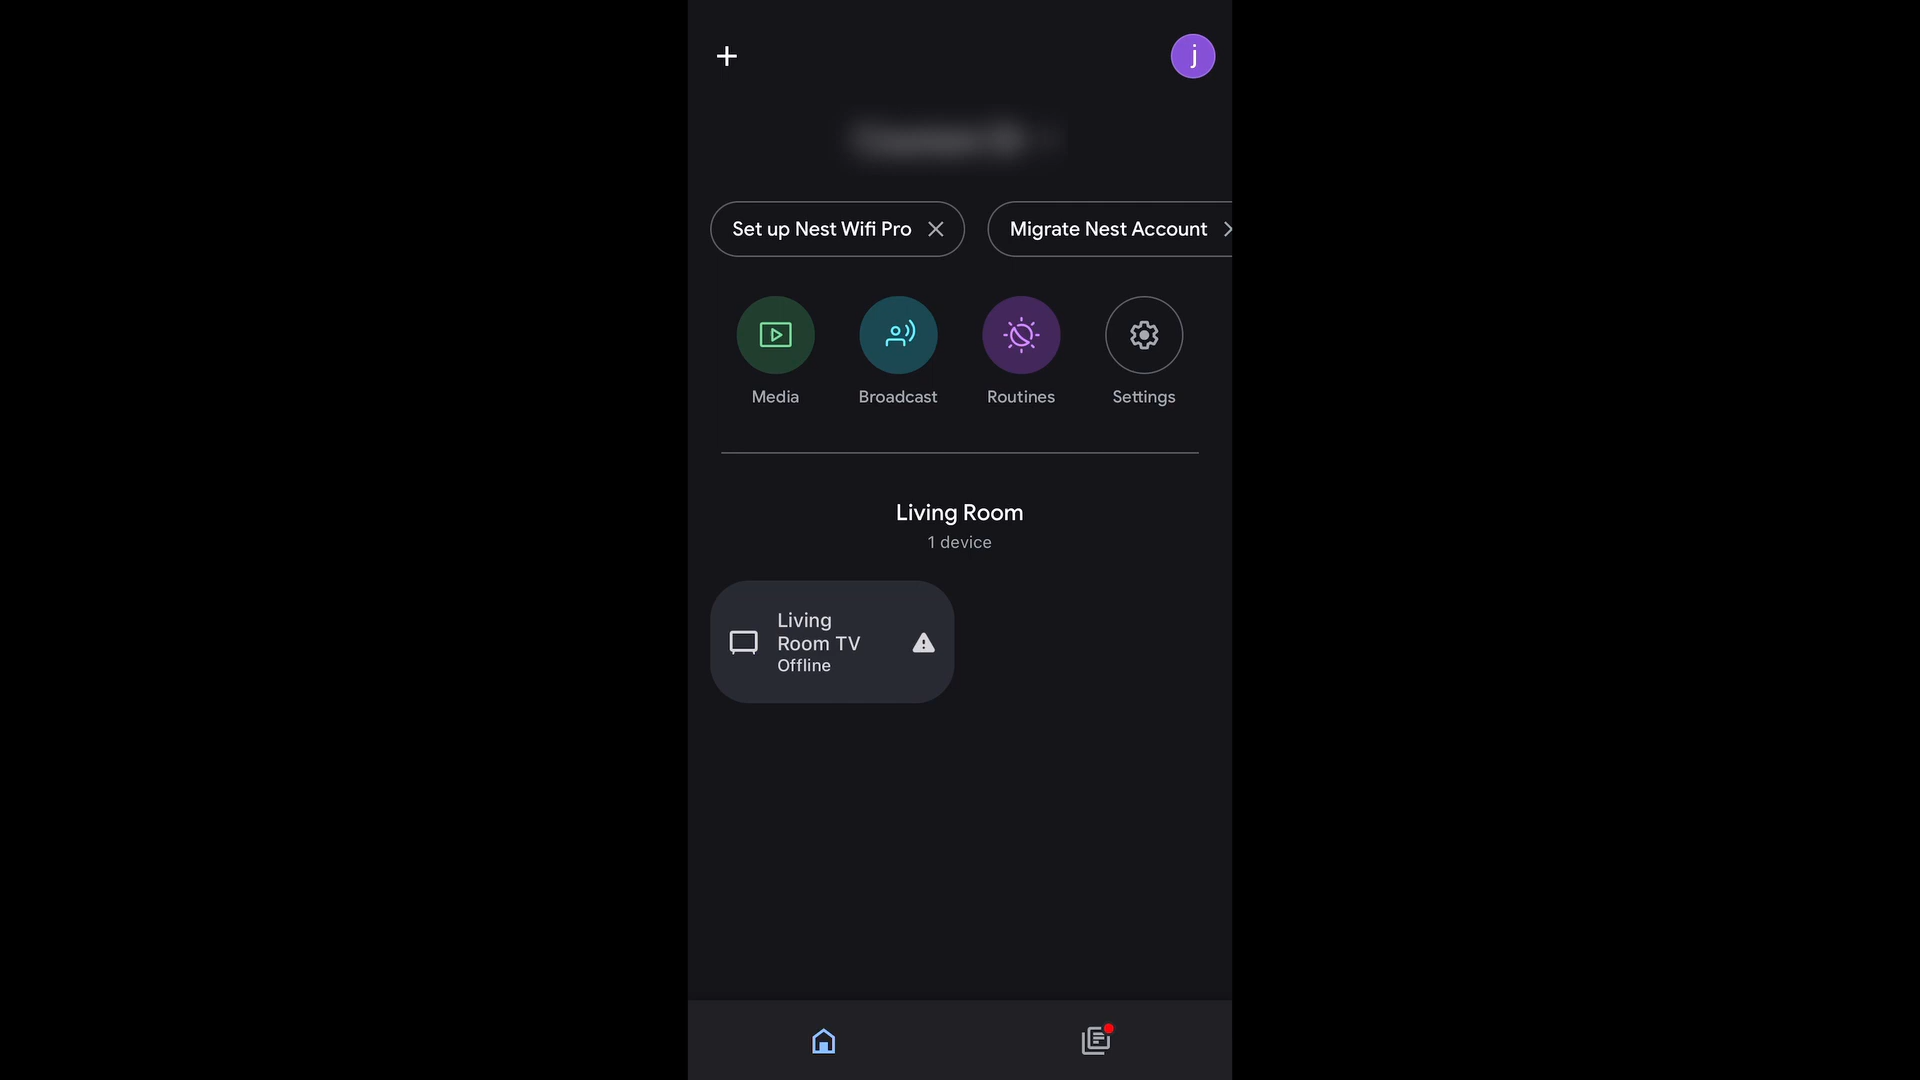 j
Set up Nest Wifi Pro
Migrate Nest Account
Media
Broadcast
Routines
Settings
Living Room
1 device
Living
Room TV
Offline